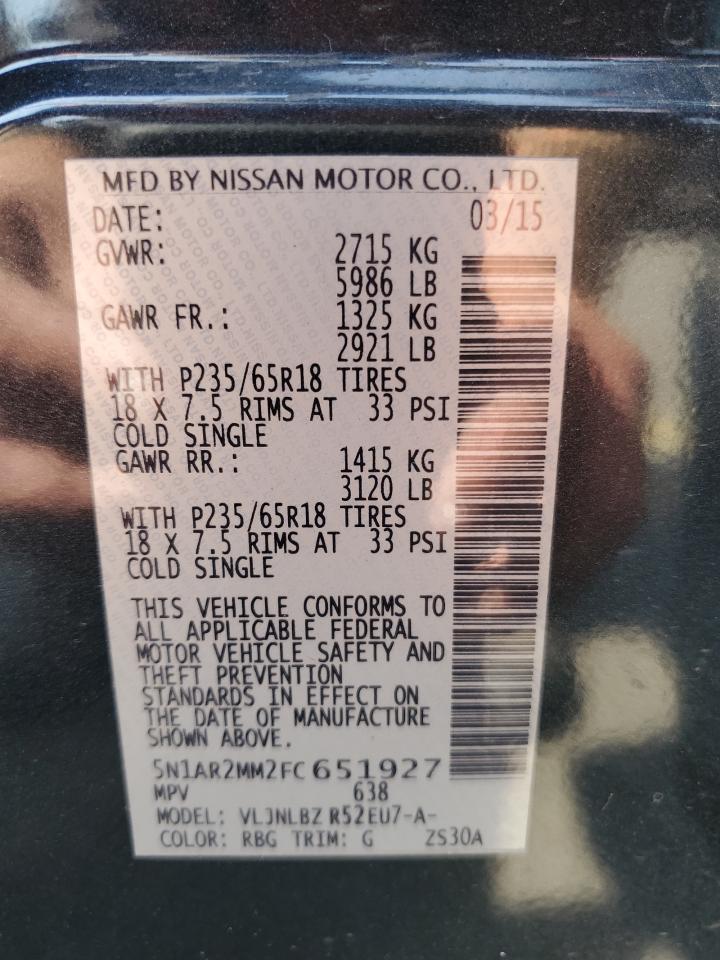 MFD BY NISSAN MOTOR CO., LTD.
DATE: 03/15
GVWR: 2715 KG
5986 LB
GAWR FR.: 1325 KG
2921 LB
WITH P235/65R18 TIRES
18 X 7.5 RIMS AT 33 PSI
COLD SINGLE
GAWR RR.: 1415 KG
3120 LB
WITH P235/65R18 TIRES
18 X 7.5 RIMS AT 33 PSI
COLD SINGLE
THIS VEHICLE CONFORMS TO
ALL APPLICABLE FEDERAL
MOTOR VEHICLE SAFETY AND
THEFT PREVENTION
STANDARDS IN EFFECT ON
THE DATE OF MANUFACTURE
SHOWN ABOVE.
5N1AR2MM2FC651927
MPV 638
MODEL: VLJNLBZ R52EU7-A-
COLOR: RBG TRIM: G ZS30A